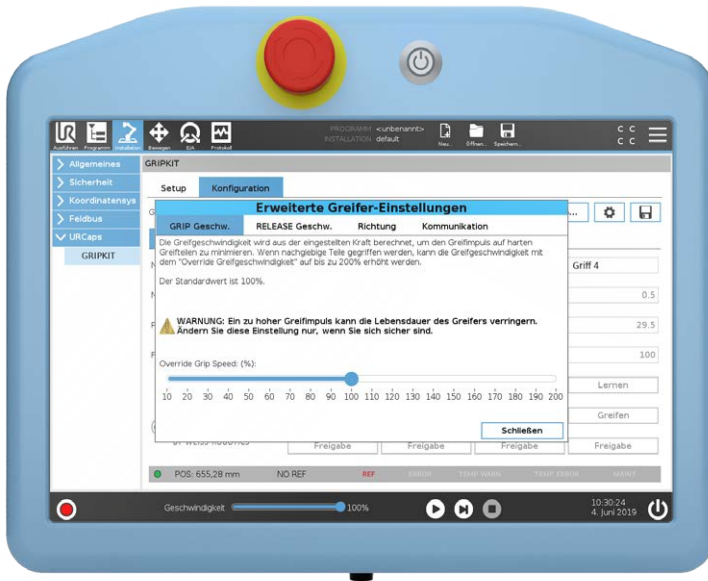 PROGRAMM <unbenannt>
INSTALLATION default
UR
Ausführen Programm Installation Bewegen E/A Protokoll Neu... Öffnen... Speichern...
C C
C C
Allgemeines
Sicherheit
Koordinatensys
Feldbus
URCaps
GRIPKIT
GRIPKIT
Setup Konfiguration
Erweiterte Greifer-Einstellungen
GRIP Geschw. RELEASE Geschw. Richtung Kommunikation
Die Greifgeschwindigkeit wird aus der eingestellten Kraft berechnet, um den Greifimpuls auf harten
Greifteilen zu minimieren. Wenn nachgiebige Teile gegriffen werden, kann die Greifgeschwindigkeit mit
dem "Override Greifgeschwindigkeit" auf bis zu 200% erhöht werden.
Der Standardwert ist 100%.
WARNUNG: Ein zu hoher Greifimpuls kann die Lebensdauer des Greifers verringern.
Ändern Sie diese Einstellung nur, wenn Sie sich sicher sind.
Override Grip Speed: (%):
10 20 30 40 50 60 70 80 90 100 110 120 130 140 150 160 170 180 190 200
Schließen
Griff 4
0.5
29.5
100
Lernen
Greifen
BY WEISS ROBOTICS
Freigabe Freigabe Freigabe Freigabe
POS: 655,28 mm NO REF REF ERROR TEMP WARN TEMP ERROR MAINT
Geschwindigkeit 100%
10:30:24
4. Juni 2019